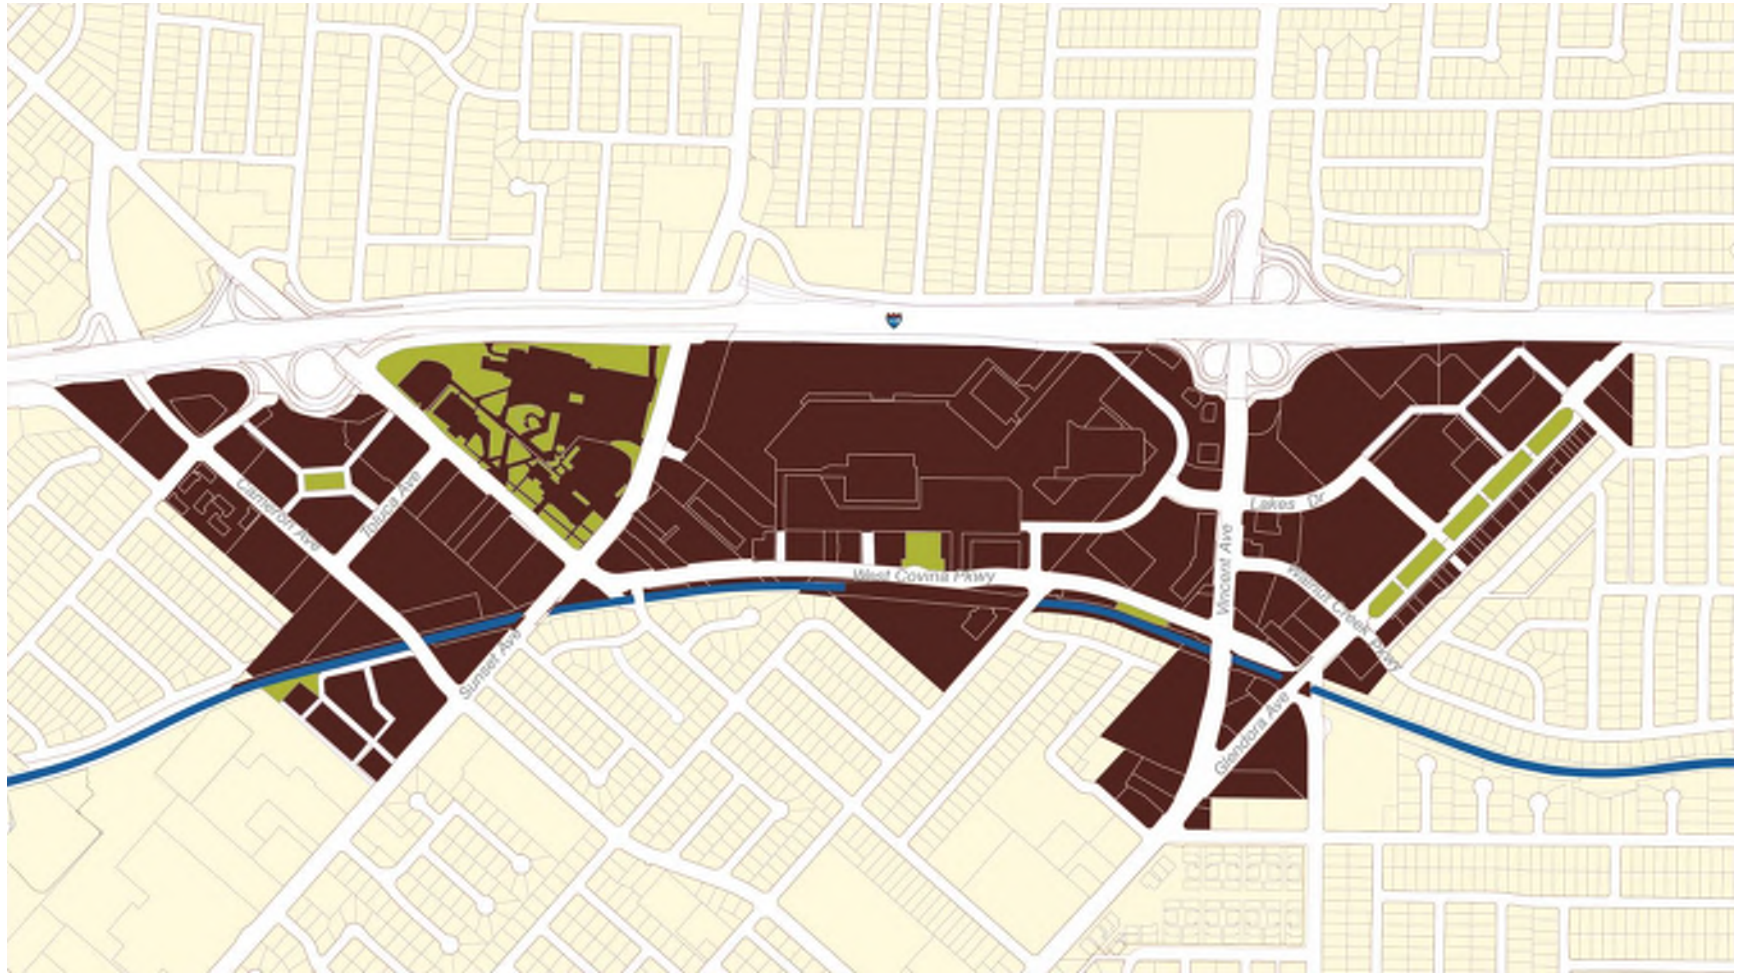 Lakes Dr
Cameron Ave
Toluca Ave
Vincent Ave
West Covina Pkwy
Walnut Creek Pkwy
Sunset Ave
Glendora Ave